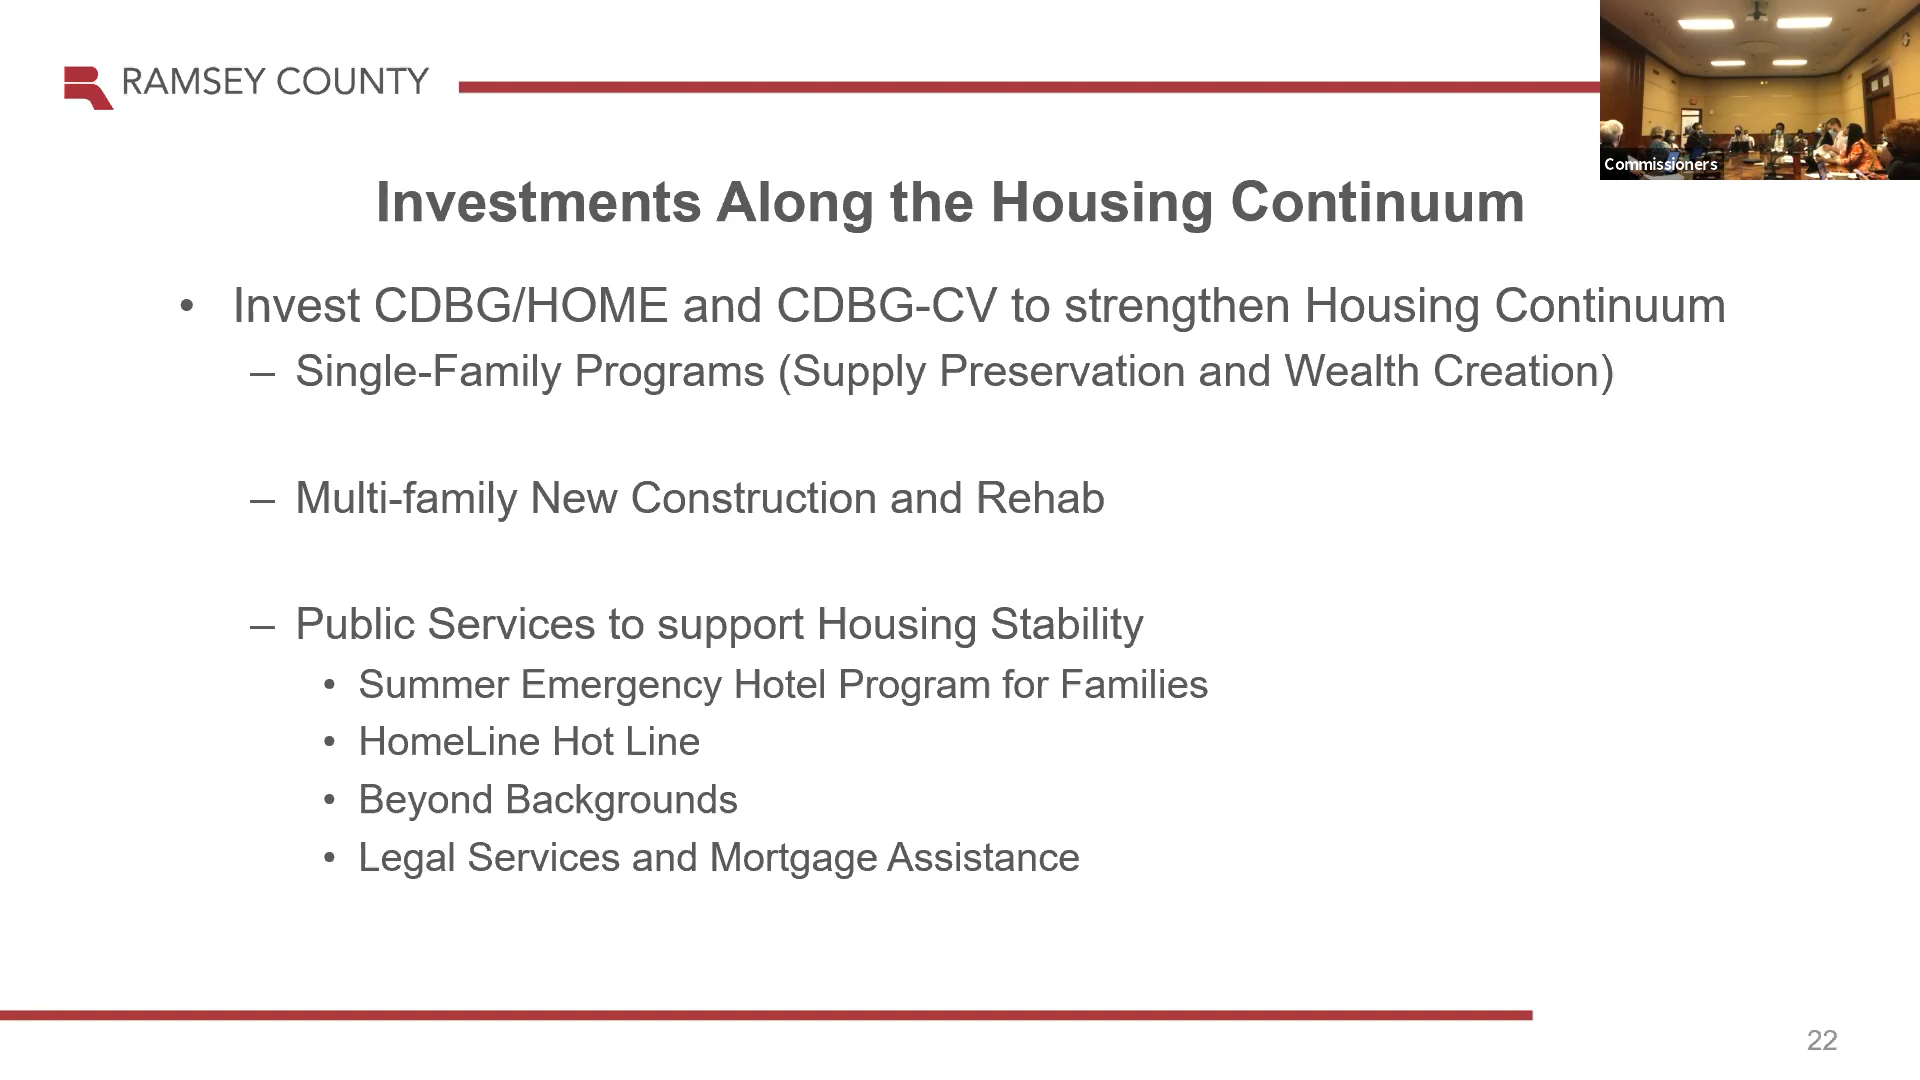 RAMSEY COUNTY
Commissioners
Investments Along the Housing Continuum
• Invest CDBG/HOME and CDBG-CV to strengthen Housing Continuum
– Single-Family Programs (Supply Preservation and Wealth Creation)
– Multi-family New Construction and Rehab
– Public Services to support Housing Stability
• Summer Emergency Hotel Program for Families
• HomeLine Hot Line
• Beyond Backgrounds
• Legal Services and Mortgage Assistance
22